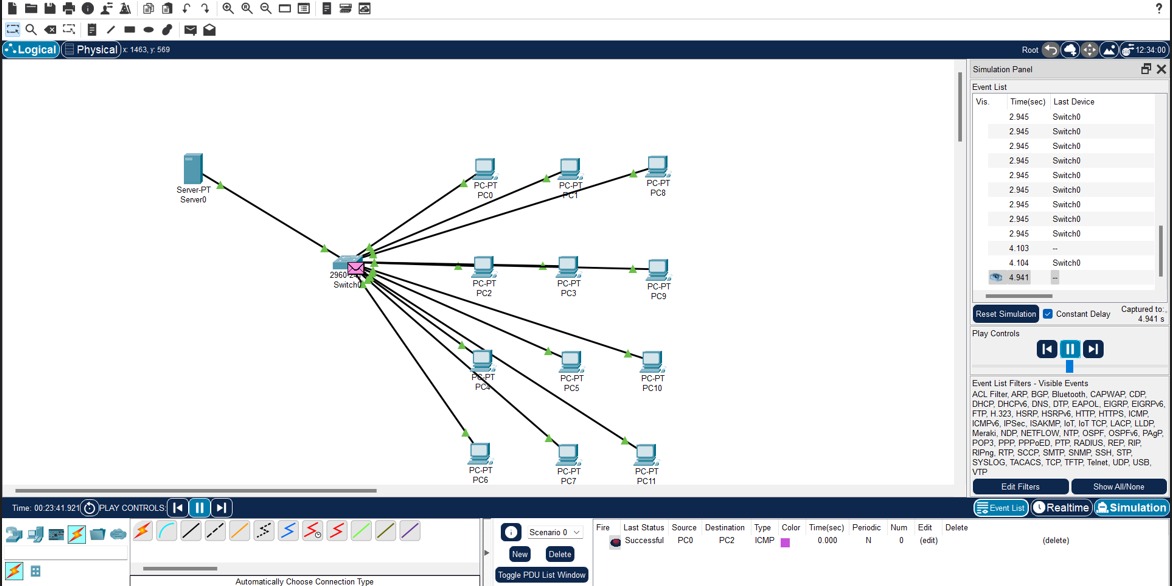 ?
Logical
Physical
x: 1463, y: 569
Root
12:34:00
Simulation Panel
Event List
Vis. Time(sec) Last Device
2.945 Switch0
2.945 Switch0
2.945 Switch0
2.945 Switch0
2.945 Switch0
2.945 Switch0
2.945 Switch0
2.945 Switch0
2.945 Switch0
4.103 --
4.104 Switch0
4.941 --
Reset Simulation
Constant Delay
Captured to:
4.941 s
Play Controls
Event List Filters - Visible Events
ACL Filter, ARP, BGP, Bluetooth, CAPWAP, CDP,
DHCP, DHCPv6, DNS, DTP, EAPOL, EIGRP, EIGRPv6,
FTP, H.323, HSRP, HSRPv6, HTTP, HTTPS, ICMP,
ICMPv6, IPSec, ISAKMP, IoT, IoT TCP, LACP, LLDP,
Meraki, NDP, NETFLOW, NTP, OSPF, OSPFv6, PAgP,
POP3, PPP, PPPoED, PTP, RADIUS, REP, RIP,
RIPng, RTP, SCCP, SMTP, SNMP, SSH, STP,
SYSLOG, TACACS, TCP, TFTP, Telnet, UDP, USB,
VTP
Edit Filters
Show All/None
Server-PT
Server0
Switch0
PC-PT
PC0
PC-PT
PC1
PC-PT
PC8
PC-PT
PC2
PC-PT
PC3
PC-PT
PC9
PC-PT
PC4
PC-PT
PC5
PC-PT
PC10
PC-PT
PC6
PC-PT
PC7
PC-PT
PC11
Time: 00:23:41.921
PLAY CONTROLS:
Event List
Realtime
Simulation
Scenario 0
New
Delete
Toggle PDU List Window
Fire Last Status Source Destination Type Color Time(sec) Periodic Num Edit Delete
Successful PC0 PC2 ICMP 0.000 N 0 (edit) (delete)
Automatically Choose Connection Type